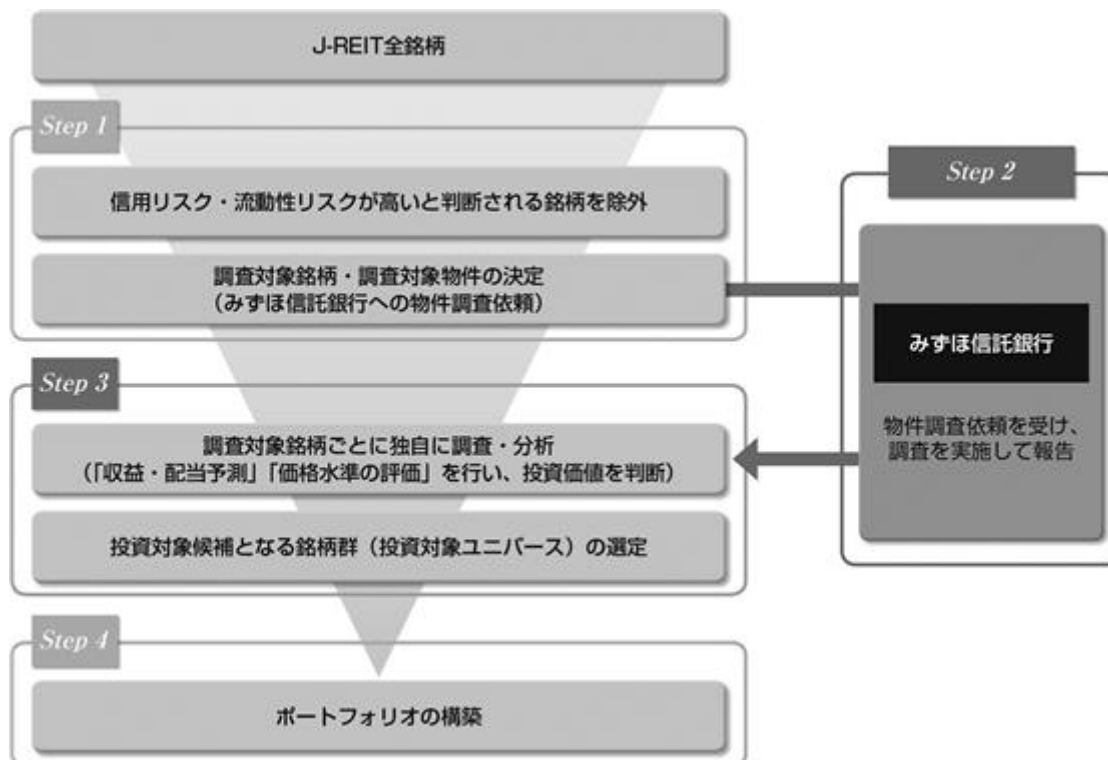 J-REIT全銘柄
Step 1
信用リスク・流動性リスクが高いと判断される銘柄を除外
調査対象銘柄・調査対象物件の決定
（みずほ信託銀行への物件調査依頼）
Step 2
みずほ信託銀行
物件調査依頼を受け、
調査を実施して報告
Step 3
調査対象銘柄ごとに独自に調査・分析
（「収益・配当予測」「価格水準の評価」を行い、投資価値を判断）
投資対象候補となる銘柄群（投資対象ユニバース）の選定
Step 4
ポートフォリオの構築